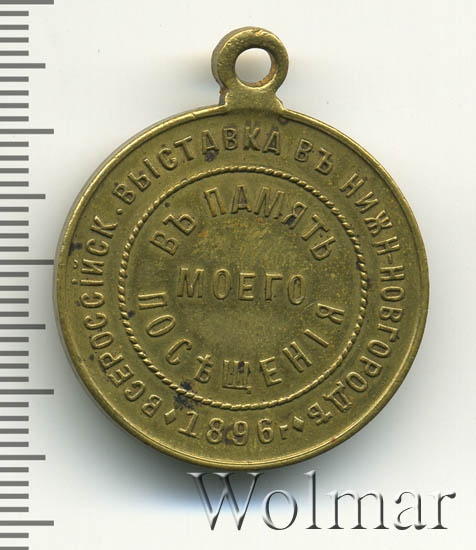 ВСЕРОССІЙСК. ВЫСТАВКА ВЪ НИЖН-НОВГОРОДѢ
1896 г
ВЪ ПАМЯТЬ
МОЕГО
ПОСѢЩЕНІЯ
Wolmar